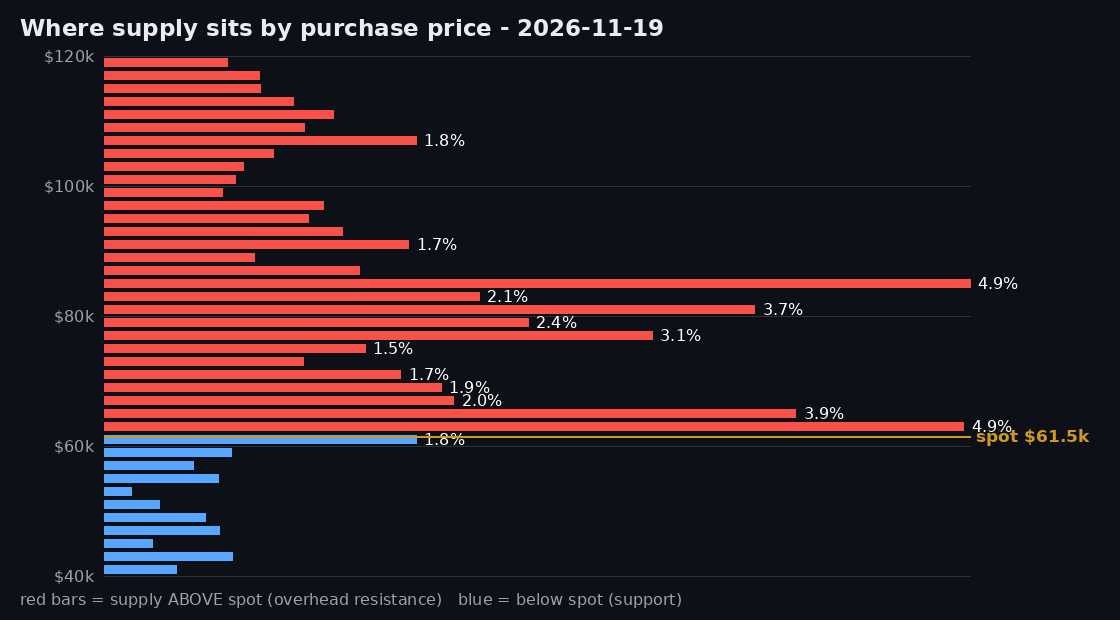 Where supply sits by purchase price - 2026-11-19
$120k
1.8%
$100k
1.7%
4.9%
2.1%
3.7%
$80k
2.4%
3.1%
1.5%
1.7%
1.9%
2.0%
3.9%
4.9%
spot $61.5k
1.8%
$60k
$40k
red bars = supply ABOVE spot (overhead resistance)   blue = below spot (support)